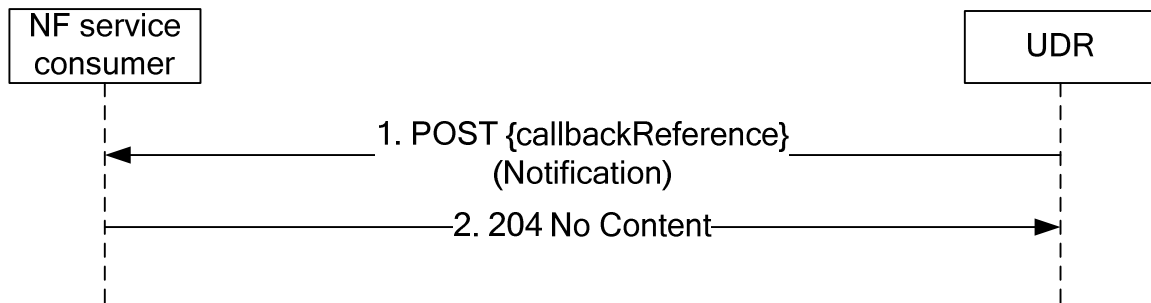 NF service
consumer
UDR
1. POST {callbackReference}
(Notification)
2. 204 No Content